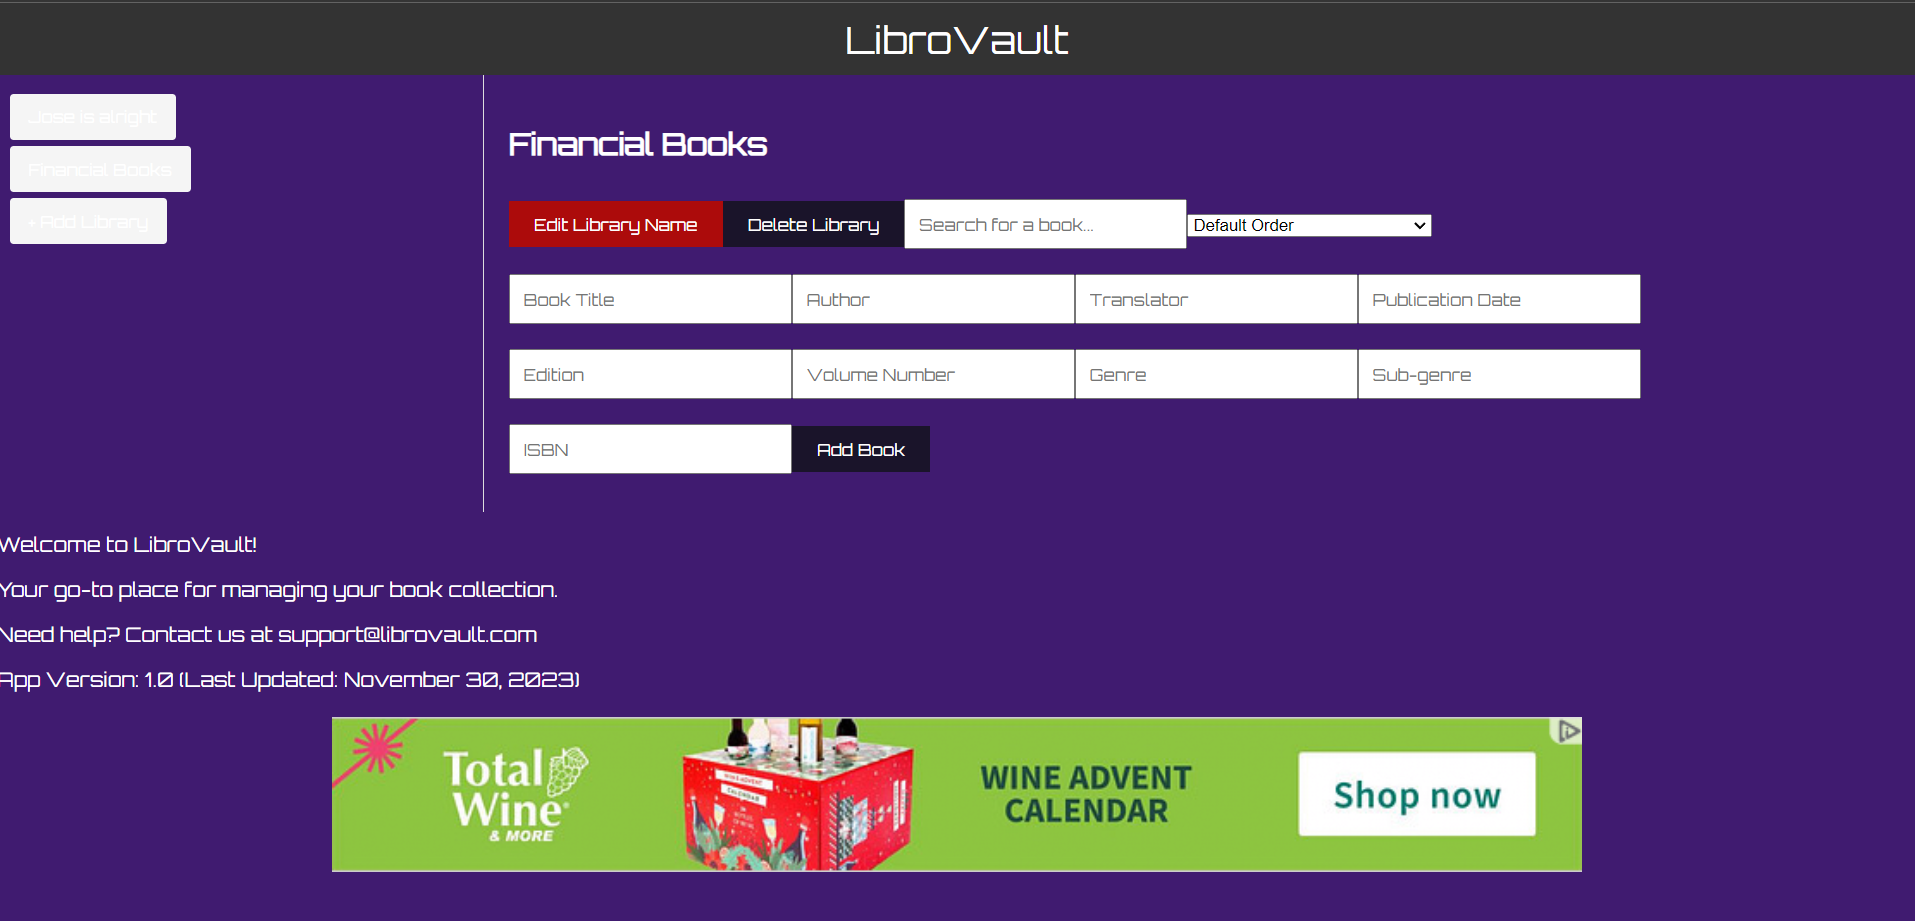 LibroVault
Jose is alright
Financial Books
+ Add Library
Financial Books
Edit Library Name Delete Library Search for a book... Default Order
Book Title Author Translator Publication Date
Edition Volume Number Genre Sub-genre
ISBN Add Book
Welcome to LibroVault!
Your go-to place for managing your book collection.
Need help? Contact us at support@librovault.com
App Version: 1.0 (Last Updated: November 30, 2023)
Total
Wine
& MORE
WINE ADVENT
CALENDAR
WINE ADVENT
CALENDAR
Shop now